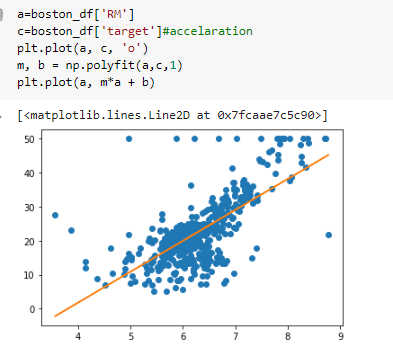 a=boston_df['RM']
c=boston_df['target']#accelaration
plt.plot(a, c, 'o')
m, b = np.polyfit(a,c,1)
plt.plot(a, m*a + b)
[<matplotlib.lines.Line2D at 0x7fcaae7c5c90>]
50
40
30
20
10
0
4 5 6 7 8 9